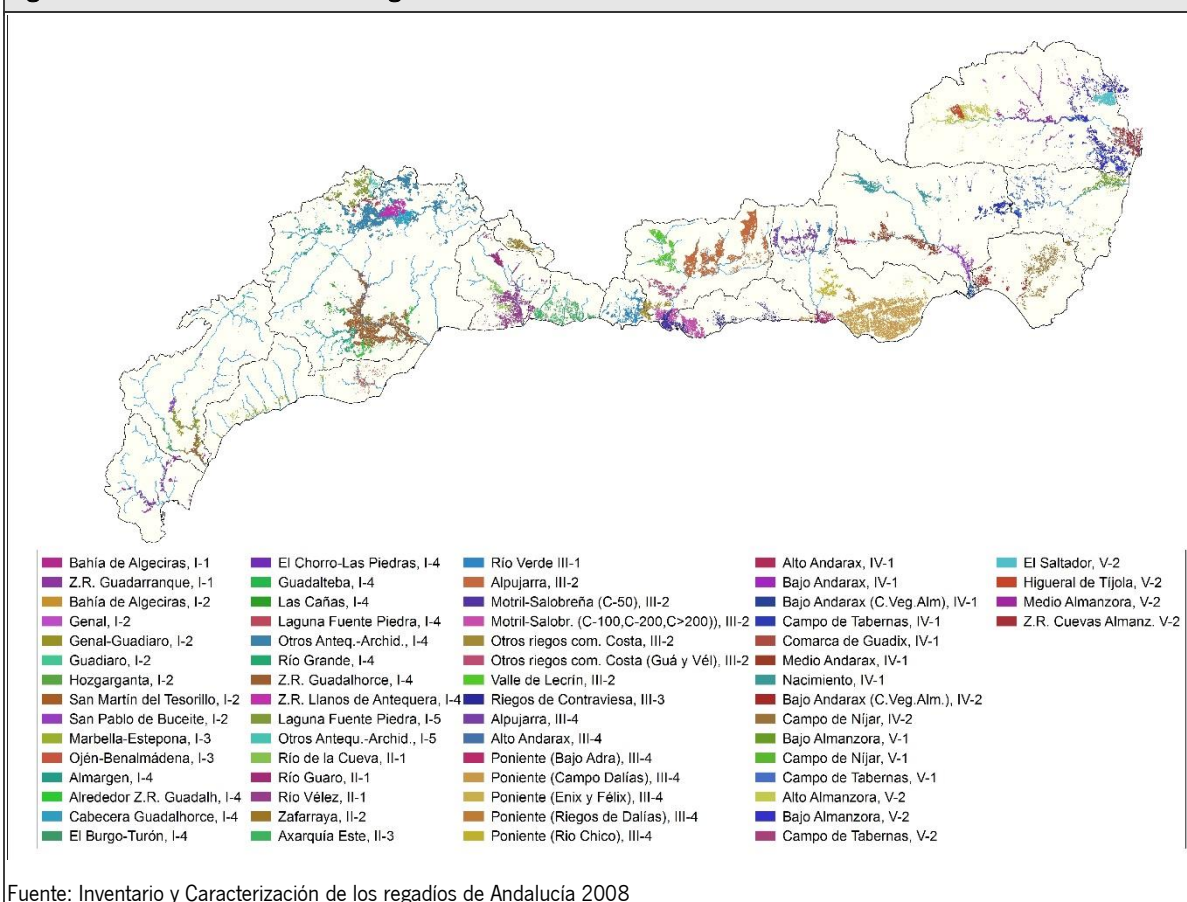 Bahía de Algeciras, I-1
Z.R. Guadarranque, I-1
Bahía de Algeciras, I-2
Genal, I-2
Genal-Guadiaro, I-2
Guadiaro, I-2
Hozgarganta, I-2
San Martín del Tesorillo, I-2
San Pablo de Buceite, I-2
Marbella-Estepona, I-3
Ojén-Benalmádena, I-3
Almargen, I-4
Alrededor Z.R. Guadalh, I-4
Cabecera Guadalhorce, I-4
El Burgo-Turón, I-4
El Chorro-Las Piedras, I-4
Guadalteba, I-4
Las Cañas, I-4
Laguna Fuente Piedra, I-4
Otros Anteq.-Archid., I-4
Río Grande, I-4
Z.R. Guadalhorce, I-4
Z.R. Llanos de Antequera, I-4
Laguna Fuente Piedra, I-5
Otros Antequ.-Archid., I-5
Río de la Cueva, II-1
Río Guaro, II-1
Río Vélez, II-1
Zafarraya, II-2
Axarquía Este, II-3
Río Verde III-1
Alpujarra, III-2
Motril-Salobreña (C-50), III-2
Motril-Salobr. (C-100,C-200,C>200)), III-2
Otros riegos com. Costa, III-2
Otros riegos com. Costa (Guá y Vél), III-2
Valle de Lecrín, III-2
Riegos de Contraviesa, III-3
Alpujarra, III-4
Alto Andarax, III-4
Poniente (Bajo Adra), III-4
Poniente (Campo Dalías), III-4
Poniente (Enix y Félix), III-4
Poniente (Riegos de Dalías), III-4
Poniente (Rio Chico), III-4
Alto Andarax, IV-1
Bajo Andarax, IV-1
Bajo Andarax (C.Veg.Alm), IV-1
Campo de Tabernas, IV-1
Comarca de Guadix, IV-1
Medio Andarax, IV-1
Nacimiento, IV-1
Bajo Andarax (C.Veg.Alm.), IV-2
Campo de Níjar, IV-2
Bajo Almanzora, V-1
Campo de Níjar, V-1
Campo de Tabernas, V-1
Alto Almanzora, V-2
Bajo Almanzora, V-2
Campo de Tabernas, V-2
El Saltador, V-2
Higueral de Tíjola, V-2
Medio Almanzora, V-2
Z.R. Cuevas Almanz. V-2
Fuente: Inventario y Caracterización de los regadíos de Andalucía 2008